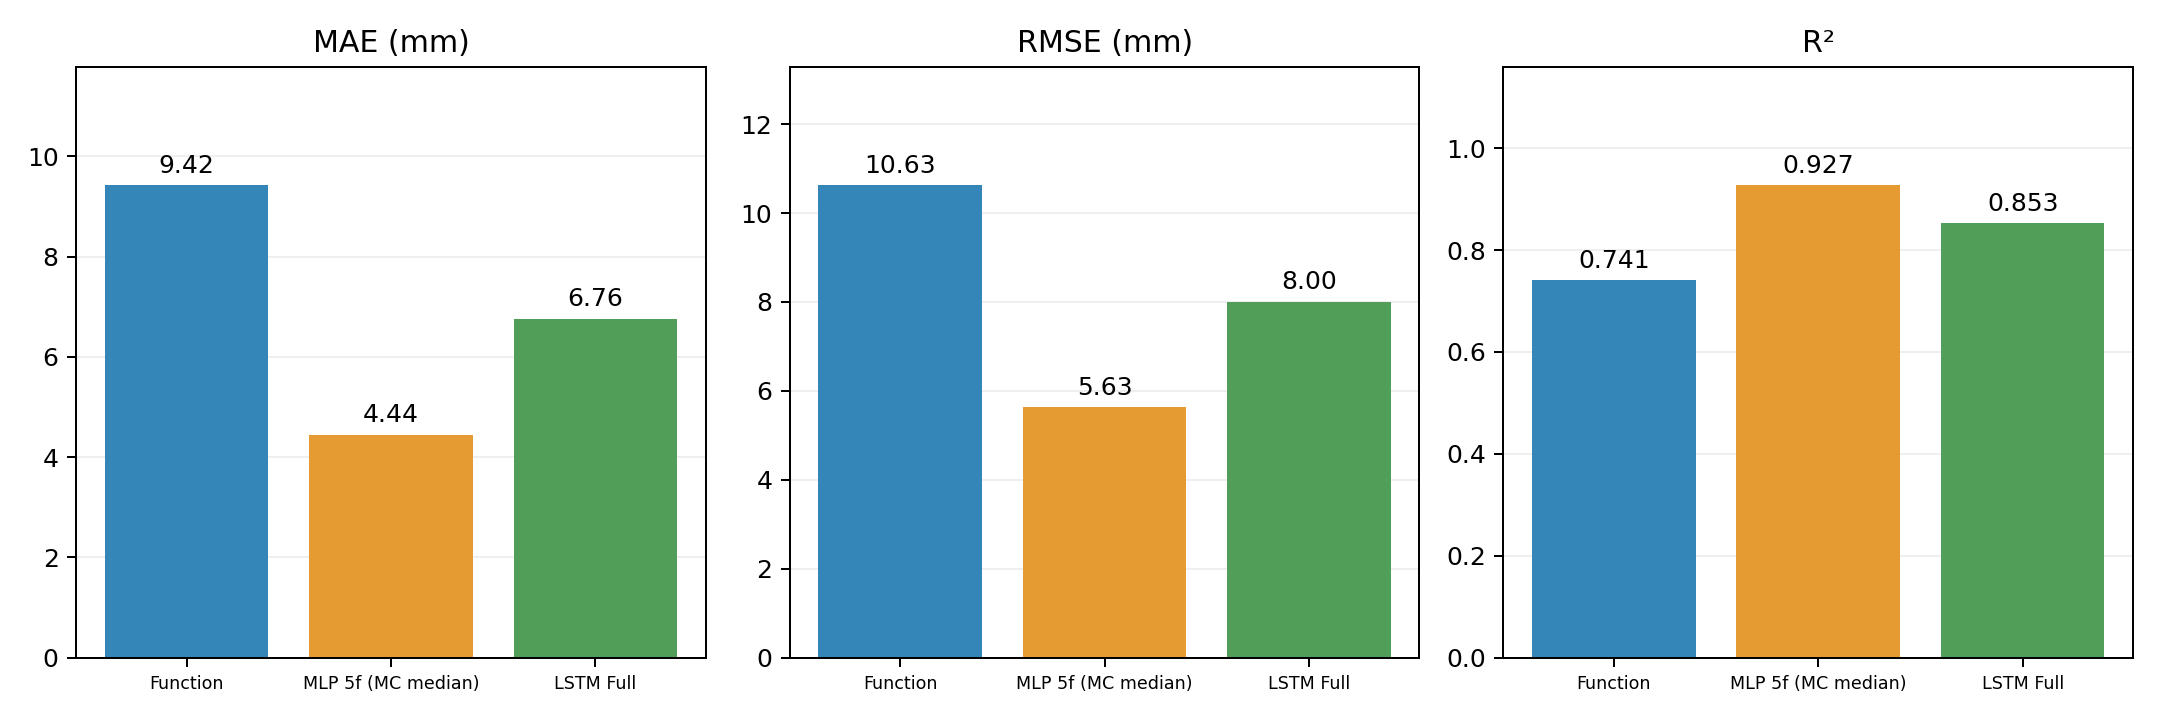 MAE (mm)
10
8
6
4
2
0
9.42
4.44
6.76
Function
MLP 5f (MC median)
LSTM Full
RMSE (mm)
12
10
8
6
4
2
0
10.63
5.63
8.00
Function
MLP 5f (MC median)
LSTM Full
R²
1.0
0.8
0.6
0.4
0.2
0.0
0.741
0.927
0.853
Function
MLP 5f (MC median)
LSTM Full